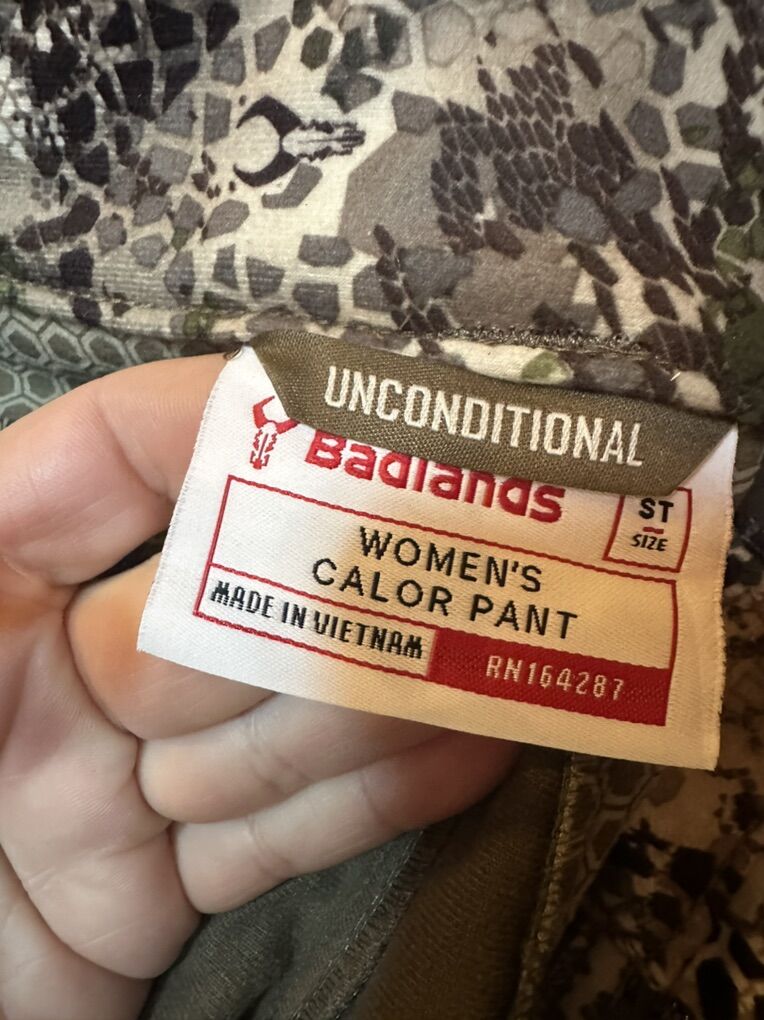 UNCONDITIONAL
Badlands
ST
SIZE
WOMEN'S
CALOR PANT
MADE IN VIETNAM
RN164287